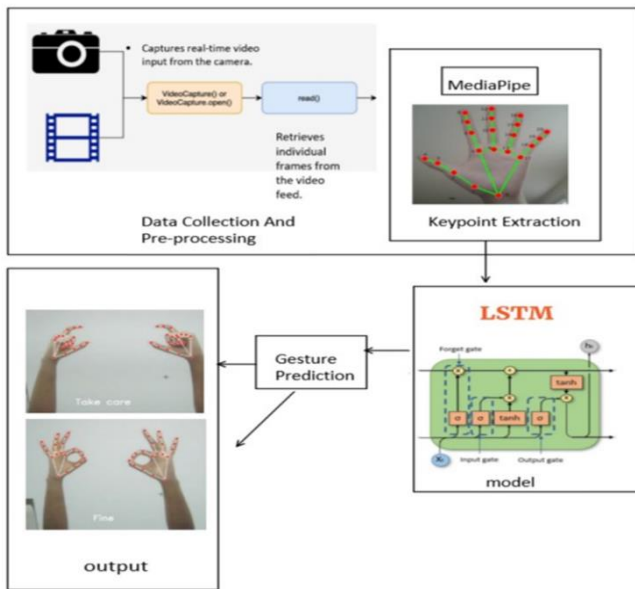 • Captures real-time video
input from the camera.
VideoCapture() or
VideoCapture.open()
read()
Retrieves
individual
frames from
the video
feed.
Data Collection And
Pre-processing
MediaPipe
Keypoint Extraction
LSTM
Forget gate
tanh
σ
σ
tanh
σ
Input gate
Output gate
model
Gesture
Prediction
Take care
Fine
output